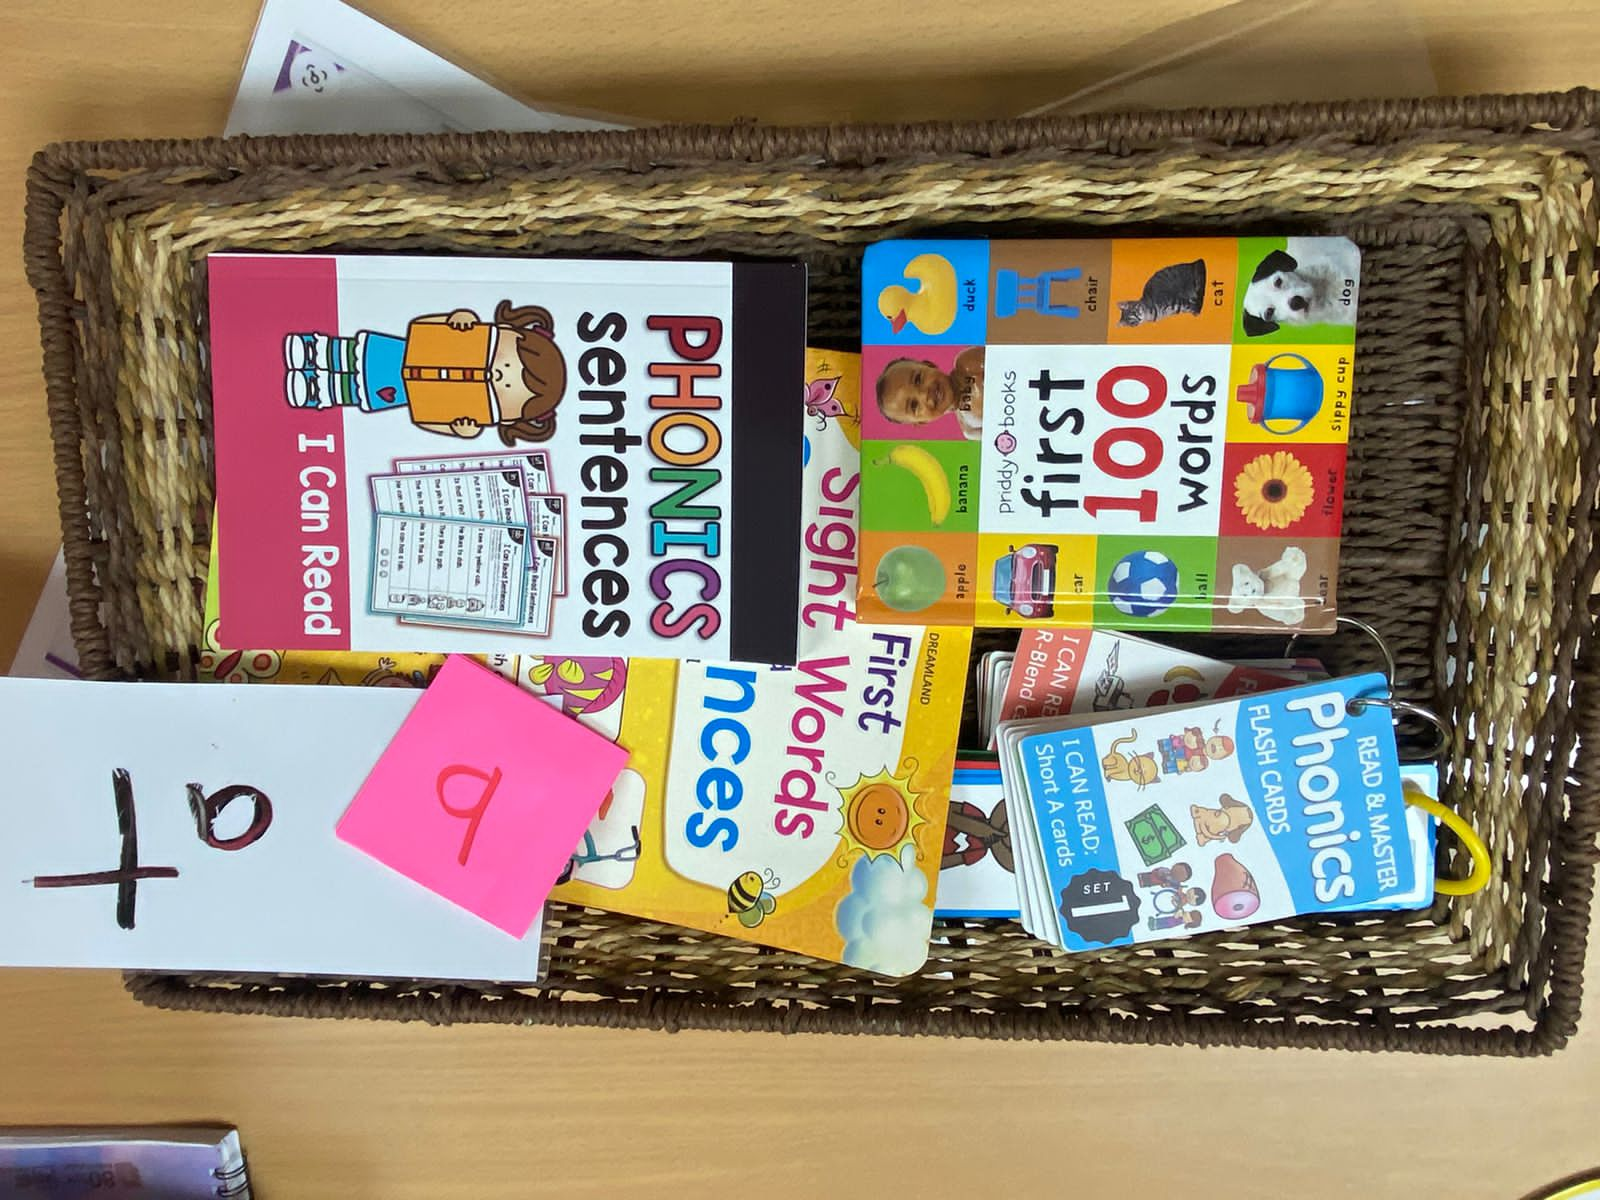 PHONICS
sentences
I Can Read
First
Sight Words
nces
DREAMLAND
priddy books
first
100
words
duck
chair
cat
dog
baby
sippy cup
banana
flower
apple
car
ball
bear
I CAN RE
R-Blend c
READ & MASTER
Phonics
FLASH CARDS
I CAN READ:
Short A cards
SET
1
a
t